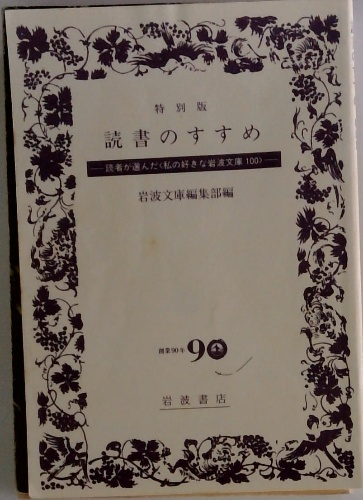 特別版
読書のすすめ
読者が選んだ〈私の好きな岩波文庫100〉
岩波文庫編集部編
創業90年 90
岩波書店